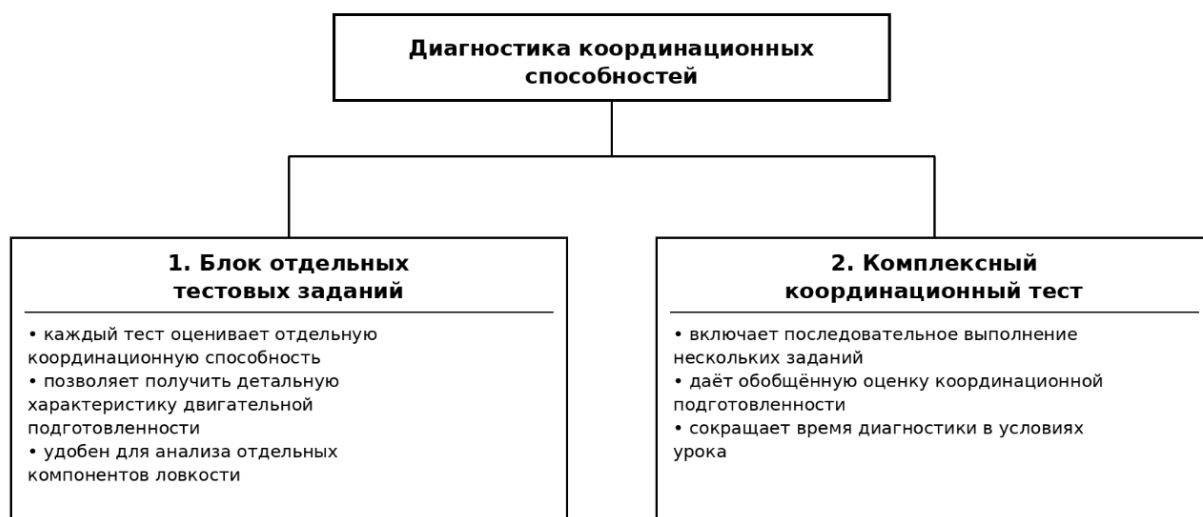 Диагностика координационных
способностей
1. Блок отдельных
тестовых заданий
• каждый тест оценивает отдельную
координационную способность
• позволяет получить детальную
характеристику двигательной
подготовленности
• удобен для анализа отдельных
компонентов ловкости
2. Комплексный
координационный тест
• включает последовательное выполнение
нескольких заданий
• даёт обобщённую оценку координационной
подготовленности
• сокращает время диагностики в условиях
урока